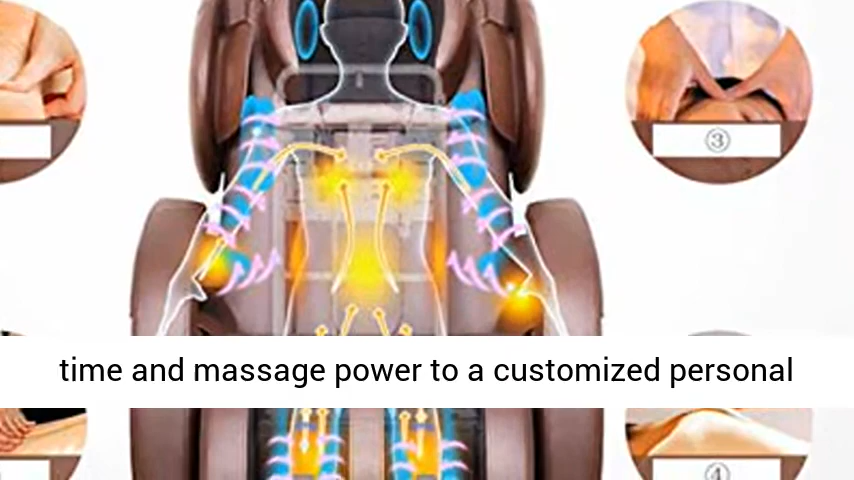 ③
time and massage power to a customized personal
④